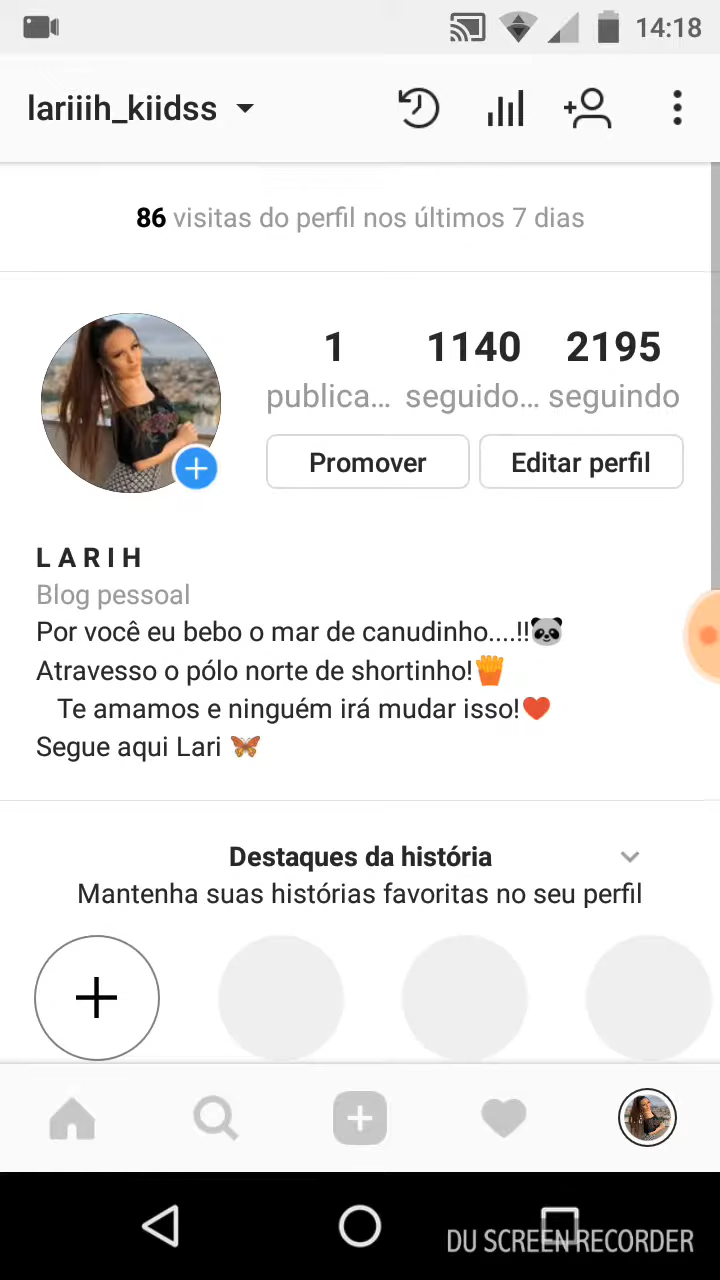 14:18
lariiih_kiidss
86 visitas do perfil nos últimos 7 dias
1 1140 2195
publica... seguido... seguindo
Promover Editar perfil
L A R I H
Blog pessoal
Por você eu bebo o mar de canudinho....!!🐼
Atravesso o pólo norte de shortinho!🍟
Te amamos e ninguém irá mudar isso!♥
Segue aqui Lari 🦋
Destaques da história
Mantenha suas histórias favoritas no seu perfil
DU SCREEN RECORDER